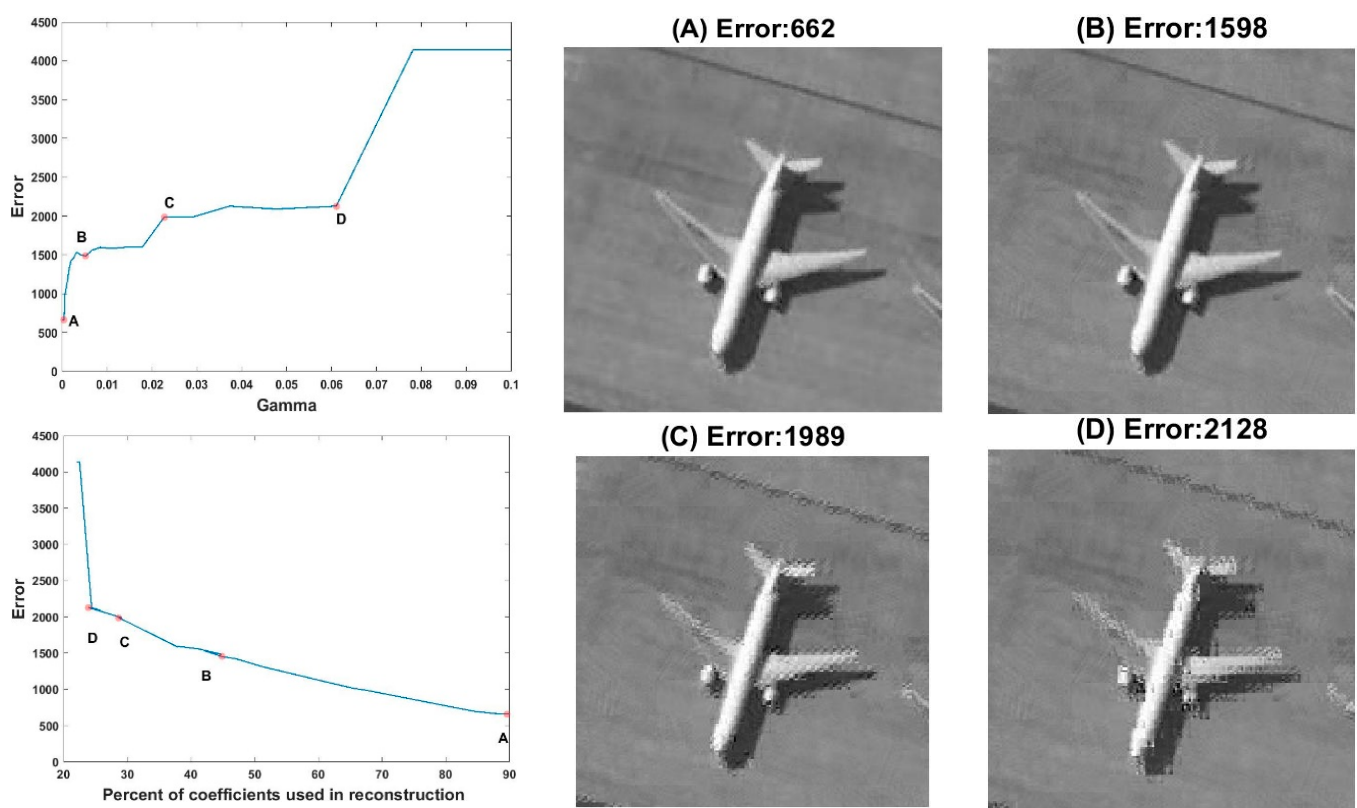 4500
4000
3500
3000
2500
2000
1500
1000
500
0
Error
A
B
C
D
0 0.01 0.02 0.03 0.04 0.05 0.06 0.07 0.08 0.09 0.1
Gamma
(A) Error:662
(B) Error:1598
4500
4000
3500
3000
2500
2000
1500
1000
500
0
Error
D
C
B
A
20 30 40 50 60 70 80 90
Percent of coefficients used in reconstruction
(C) Error:1989
(D) Error:2128